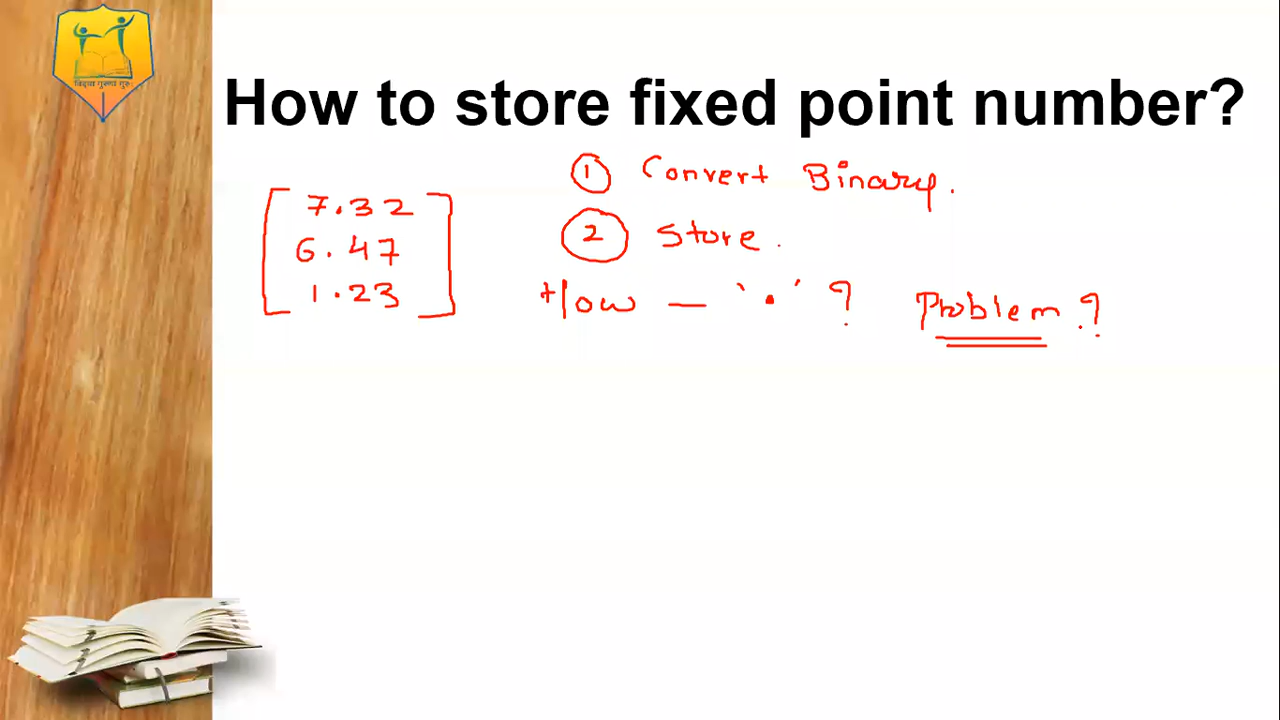 विद्यया गुरूणां गुरुः
How to store fixed point number?
① Convert Binary.
7.32
6.47
1.23
② Store.
How — '.' ?
Problem ?